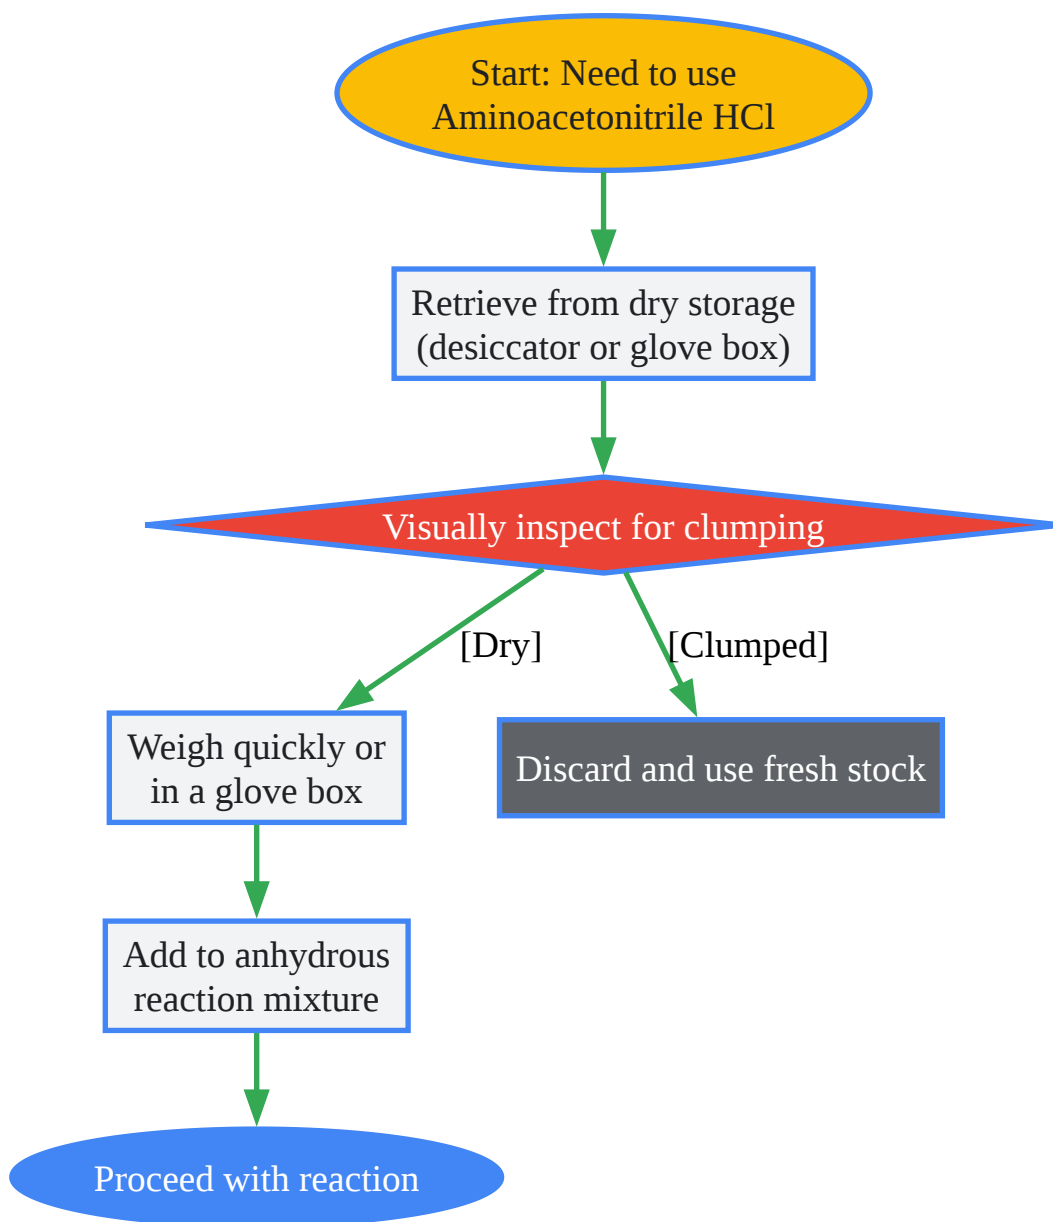 Start: Need to use
Aminoacetonitrile HCl
Retrieve from dry storage
(desiccator or glove box)
Visually inspect for clumping
[Dry]
[Clumped]
Weigh quickly or
in a glove box
Discard and use fresh stock
Add to anhydrous
reaction mixture
Proceed with reaction